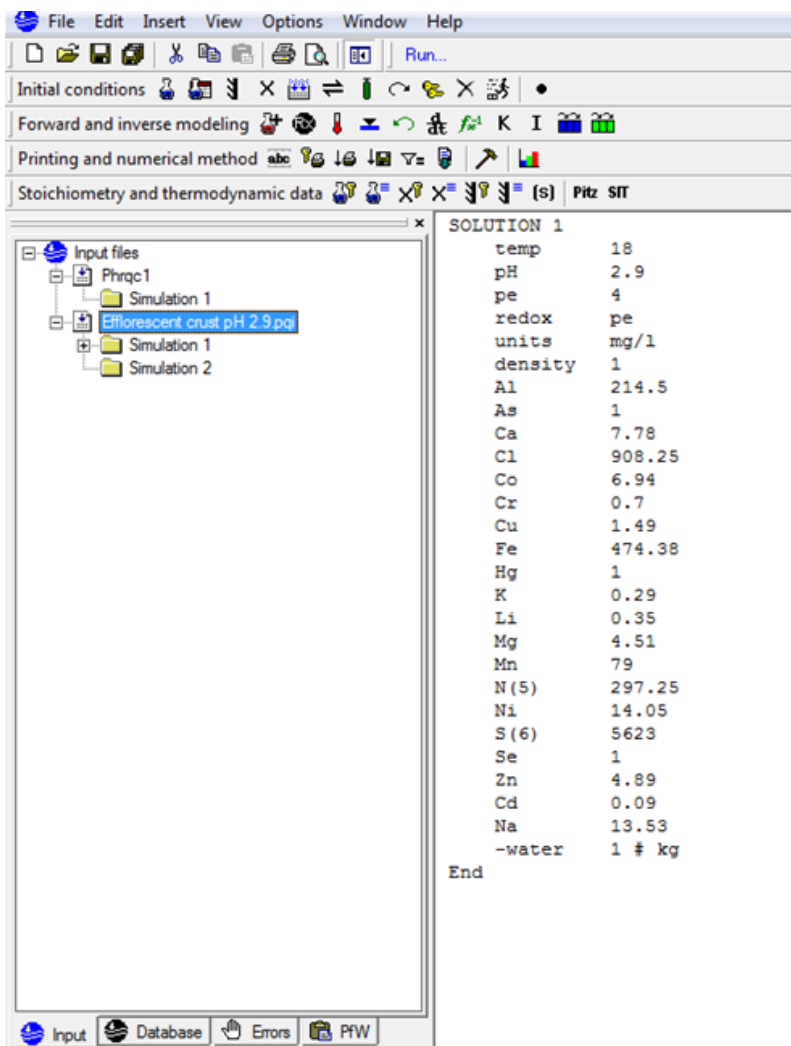 File Edit Insert View Options Window Help
Run...
Initial conditions
Forward and inverse modeling K I
Printing and numerical method abc
Stoichiometry and thermodynamic data (s) Pitz SIT
Input files
Phrqc1
Simulation 1
Efflorescent crust pH 2.9.pqi
Simulation 1
Simulation 2
SOLUTION 1
temp 18
pH 2.9
pe 4
redox pe
units mg/l
density 1
Al 214.5
As 1
Ca 7.78
Cl 908.25
Co 6.94
Cr 0.7
Cu 1.49
Fe 474.38
Hg 1
K 0.29
Li 0.35
Mg 4.51
Mn 79
N(5) 297.25
Ni 14.05
S(6) 5623
Se 1
Zn 4.89
Cd 0.09
Na 13.53
-water 1 # kg
End
Input Database Errors PfW